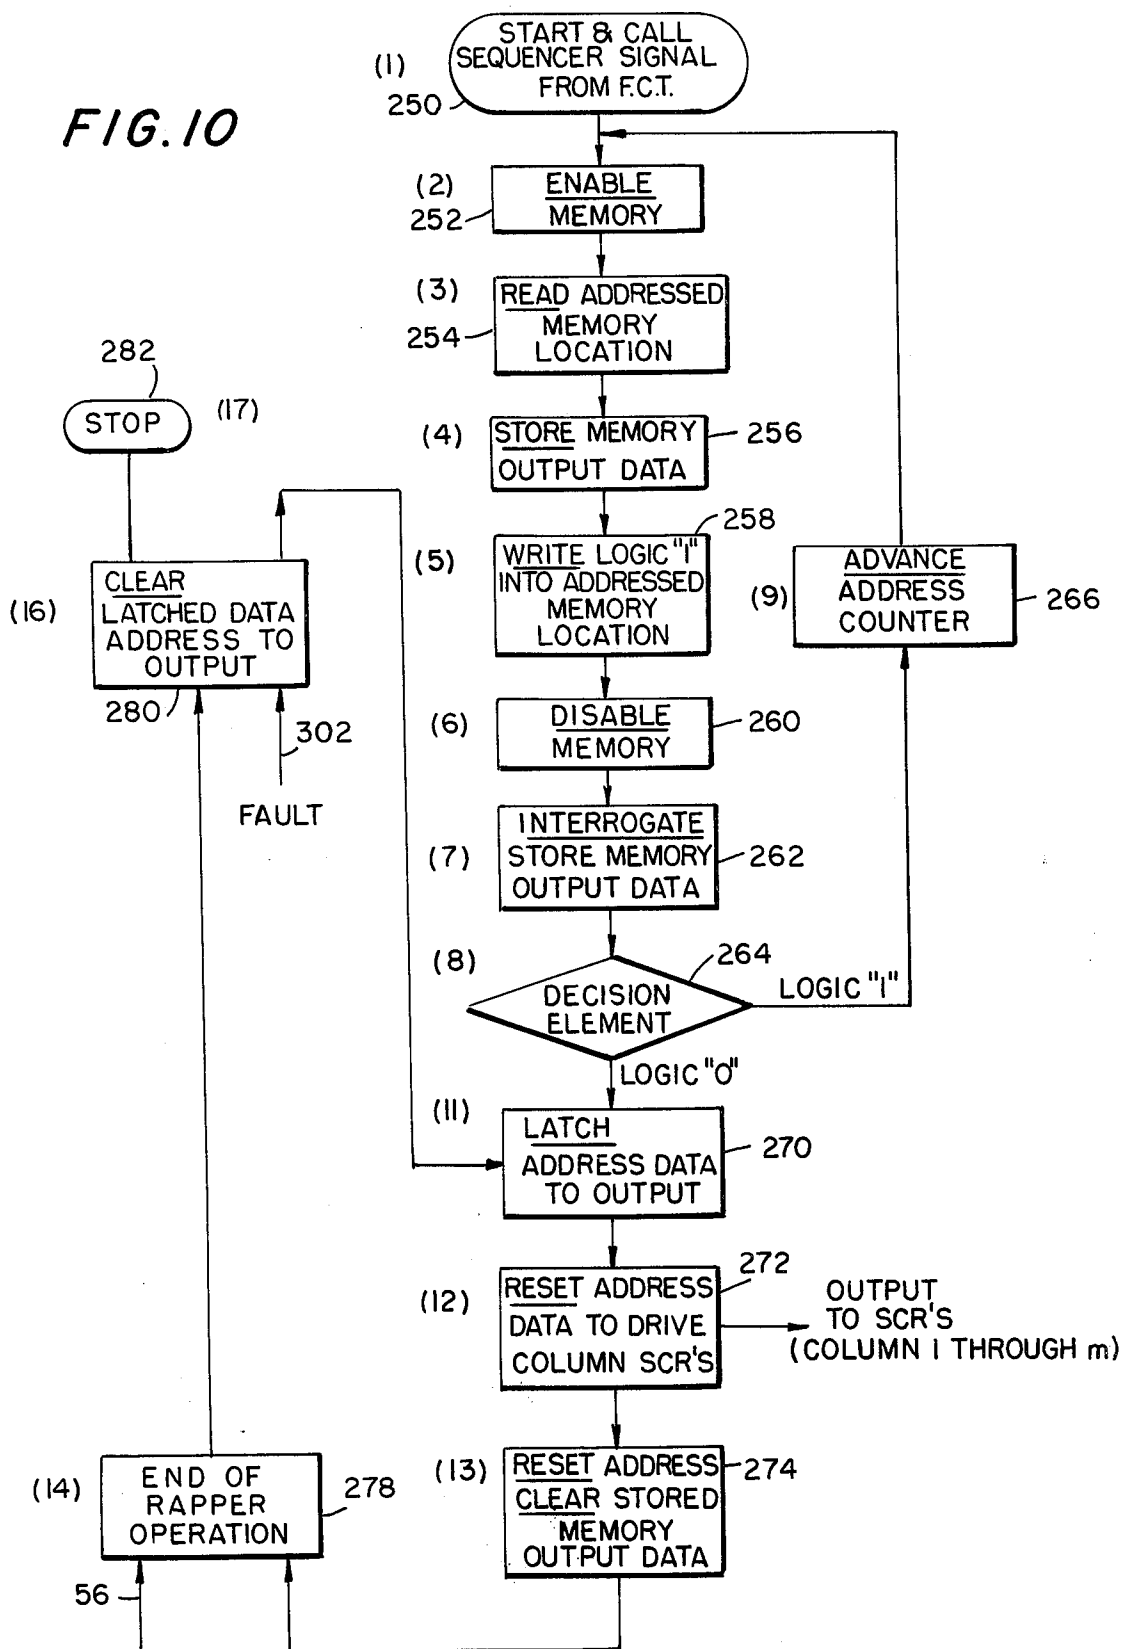 FIG.10
(1)
START & CALL
SEQUENCER SIGNAL
FROM F.C.T.
250
(2)
252
ENABLE
MEMORY
(3)
254
READ ADDRESSED
MEMORY
LOCATION
(4)
STORE MEMORY
OUTPUT DATA
256
(5)
WRITE LOGIC "1"
INTO ADDRESSED
MEMORY
LOCATION
258
(6)
DISABLE
MEMORY
260
(7)
INTERROGATE
STORE MEMORY
OUTPUT DATA
262
(8)
DECISION
ELEMENT
264
LOGIC "1"
LOGIC "0"
(9)
ADVANCE
ADDRESS
COUNTER
266
(11)
LATCH
ADDRESS DATA
TO OUTPUT
270
(12)
RESET ADDRESS
DATA TO DRIVE
COLUMN SCR'S
272
OUTPUT
TO SCR'S
(COLUMN 1 THROUGH m)
(13)
RESET ADDRESS
CLEAR STORED
MEMORY
OUTPUT DATA
274
(14)
END OF
RAPPER
OPERATION
278
56
(16)
CLEAR
LATCHED DATA
ADDRESS TO
OUTPUT
280
302
FAULT
282
STOP
(17)